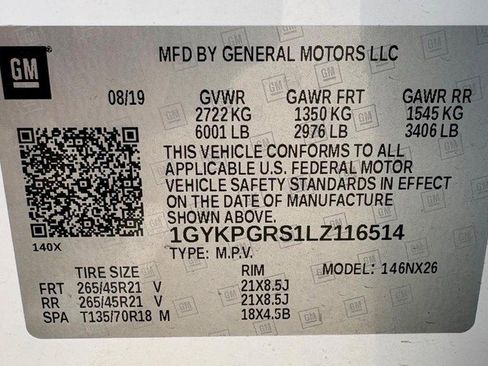 GM
MFD BY GENERAL MOTORS LLC
08/19 GVWR GAWR FRT GAWR RR
2722 KG 1350 KG 1545 KG
6001 LB 2976 LB 3406 LB
THIS VEHICLE CONFORMS TO ALL
APPLICABLE U.S. FEDERAL MOTOR
VEHICLE SAFETY STANDARDS IN EFFECT
ON THE DATE OF MANUFACTURE
SHOWN ABOVE.
140X
1GYKPGRS1LZ116514
TYPE: M.P.V.
TIRE SIZE RIM MODEL: 146NX26
FRT 265/45R21 V 21X8.5J
RR 265/45R21 V 21X8.5J
SPA T135/70R18 M 18X4.5B